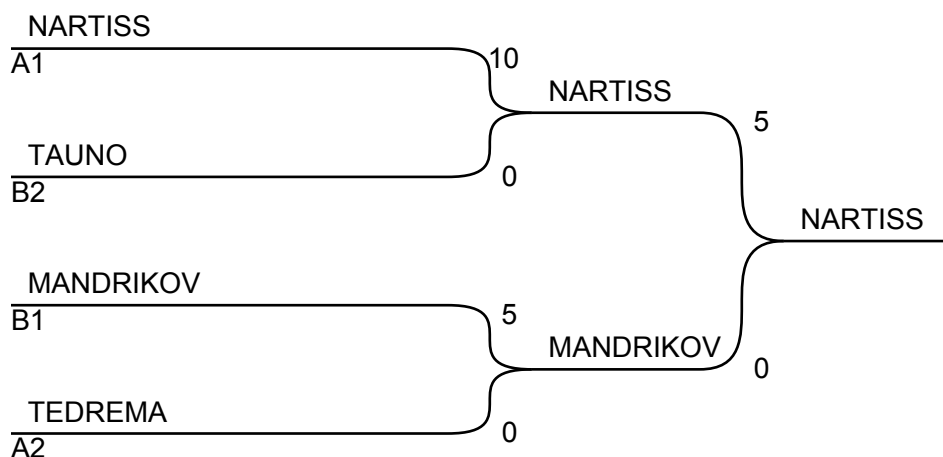 NARTISS
A1
10
NARTISS
5
TAUNO
B2
0
NARTISS
MANDRIKOV
B1
5
MANDRIKOV
0
TEDREMA
A2
0